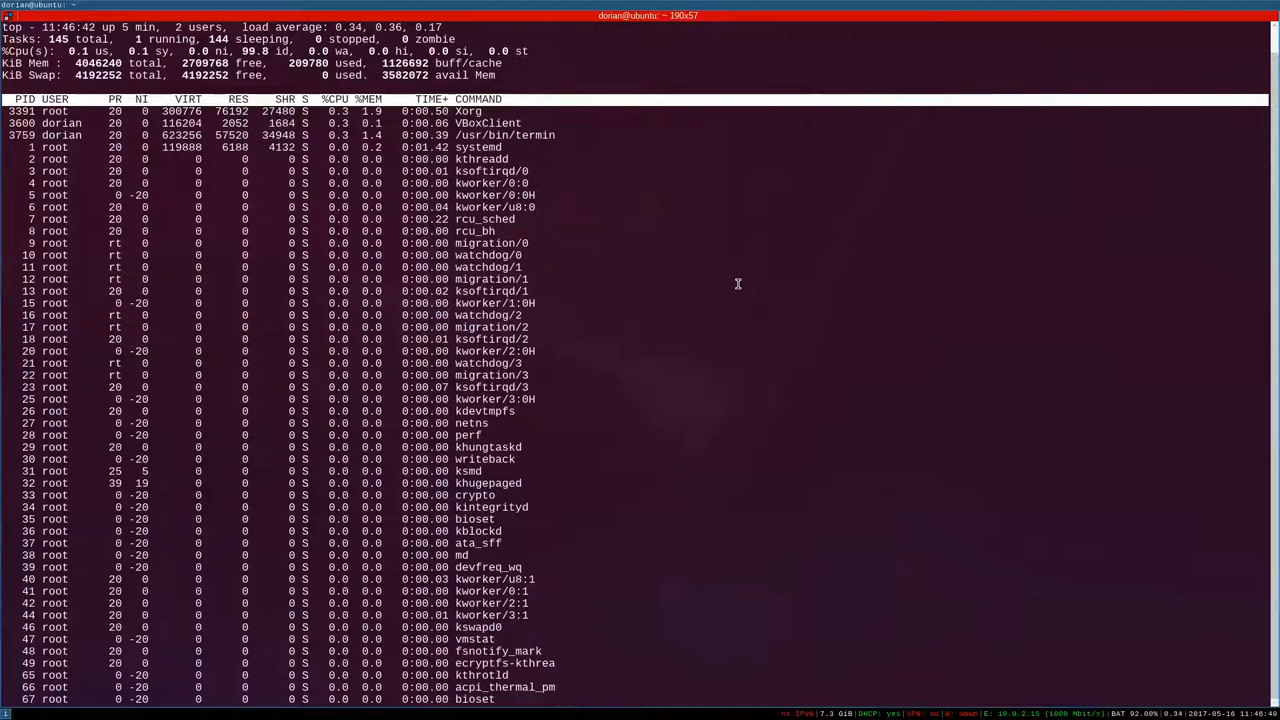 dorian@ubuntu: ~
dorian@ubuntu: ~ 190x57
top - 11:46:42 up 5 min,  2 users,  load average: 0.34, 0.36, 0.17
Tasks: 145 total,   1 running, 144 sleeping,   0 stopped,   0 zombie
%Cpu(s):  0.1 us,  0.1 sy,  0.0 ni, 99.8 id,  0.0 wa,  0.0 hi,  0.0 si,  0.0 st
KiB Mem :  4046240 total,  2709768 free,   209780 used,  1126692 buff/cache
KiB Swap:  4192252 total,  4192252 free,        0 used.  3582072 avail Mem
PID USER      PR  NI    VIRT    RES    SHR S  %CPU %MEM     TIME+ COMMAND
3391 root      20   0  300776  76192  27480 S   0.3  1.9   0:00.50 Xorg
3600 dorian    20   0  116204   2052   1684 S   0.3  0.1   0:00.06 VBoxClient
3759 dorian    20   0  623256  57520  34948 S   0.3  1.4   0:00.39 /usr/bin/termin
1 root      20   0  119888   6188   4132 S   0.0  0.2   0:01.42 systemd
2 root      20   0       0      0      0 S   0.0  0.0   0:00.00 kthreadd
3 root      20   0       0      0      0 S   0.0  0.0   0:00.01 ksoftirqd/0
4 root      20   0       0      0      0 S   0.0  0.0   0:00.00 kworker/0:0
5 root       0 -20       0      0      0 S   0.0  0.0   0:00.00 kworker/0:0H
6 root      20   0       0      0      0 S   0.0  0.0   0:00.04 kworker/u8:0
7 root      20   0       0      0      0 S   0.0  0.0   0:00.22 rcu_sched
8 root      20   0       0      0      0 S   0.0  0.0   0:00.00 rcu_bh
9 root      rt   0       0      0      0 S   0.0  0.0   0:00.00 migration/0
10 root      rt   0       0      0      0 S   0.0  0.0   0:00.00 watchdog/0
11 root      rt   0       0      0      0 S   0.0  0.0   0:00.00 watchdog/1
12 root      rt   0       0      0      0 S   0.0  0.0   0:00.00 migration/1
13 root      20   0       0      0      0 S   0.0  0.0   0:00.02 ksoftirqd/1
15 root       0 -20       0      0      0 S   0.0  0.0   0:00.00 kworker/1:0H
16 root      rt   0       0      0      0 S   0.0  0.0   0:00.00 watchdog/2
17 root      rt   0       0      0      0 S   0.0  0.0   0:00.00 migration/2
18 root      20   0       0      0      0 S   0.0  0.0   0:00.01 ksoftirqd/2
20 root       0 -20       0      0      0 S   0.0  0.0   0:00.00 kworker/2:0H
21 root      rt   0       0      0      0 S   0.0  0.0   0:00.00 watchdog/3
22 root      rt   0       0      0      0 S   0.0  0.0   0:00.00 migration/3
23 root      20   0       0      0      0 S   0.0  0.0   0:00.07 ksoftirqd/3
25 root       0 -20       0      0      0 S   0.0  0.0   0:00.00 kworker/3:0H
26 root      20   0       0      0      0 S   0.0  0.0   0:00.00 kdevtmpfs
27 root       0 -20       0      0      0 S   0.0  0.0   0:00.00 netns
28 root       0 -20       0      0      0 S   0.0  0.0   0:00.00 perf
29 root      20   0       0      0      0 S   0.0  0.0   0:00.00 khungtaskd
30 root       0 -20       0      0      0 S   0.0  0.0   0:00.00 writeback
31 root      25   5       0      0      0 S   0.0  0.0   0:00.00 ksmd
32 root      39  19       0      0      0 S   0.0  0.0   0:00.00 khugepaged
33 root       0 -20       0      0      0 S   0.0  0.0   0:00.00 crypto
34 root       0 -20       0      0      0 S   0.0  0.0   0:00.00 kintegrityd
35 root       0 -20       0      0      0 S   0.0  0.0   0:00.00 bioset
36 root       0 -20       0      0      0 S   0.0  0.0   0:00.00 kblockd
37 root       0 -20       0      0      0 S   0.0  0.0   0:00.00 ata_sff
38 root       0 -20       0      0      0 S   0.0  0.0   0:00.00 md
39 root       0 -20       0      0      0 S   0.0  0.0   0:00.00 devfreq_wq
40 root      20   0       0      0      0 S   0.0  0.0   0:00.03 kworker/u8:1
41 root      20   0       0      0      0 S   0.0  0.0   0:00.00 kworker/0:1
42 root      20   0       0      0      0 S   0.0  0.0   0:00.00 kworker/2:1
44 root      20   0       0      0      0 S   0.0  0.0   0:00.01 kworker/3:1
46 root      20   0       0      0      0 S   0.0  0.0   0:00.00 kswapd0
47 root       0 -20       0      0      0 S   0.0  0.0   0:00.00 vmstat
48 root      20   0       0      0      0 S   0.0  0.0   0:00.00 fsnotify_mark
49 root      20   0       0      0      0 S   0.0  0.0   0:00.00 ecryptfs-kthrea
65 root       0 -20       0      0      0 S   0.0  0.0   0:00.00 kthrotld
66 root       0 -20       0      0      0 S   0.0  0.0   0:00.00 acpi_thermal_pm
67 root       0 -20       0      0      0 S   0.0  0.0   0:00.00 bioset
1
no IPv6|7.3 GiB|DHCP: yes|VPN: no|W: down|E: 10.0.2.15 (1000 Mbit/s)|BAT 92.00%|0.34|2017-05-16 11:46:40